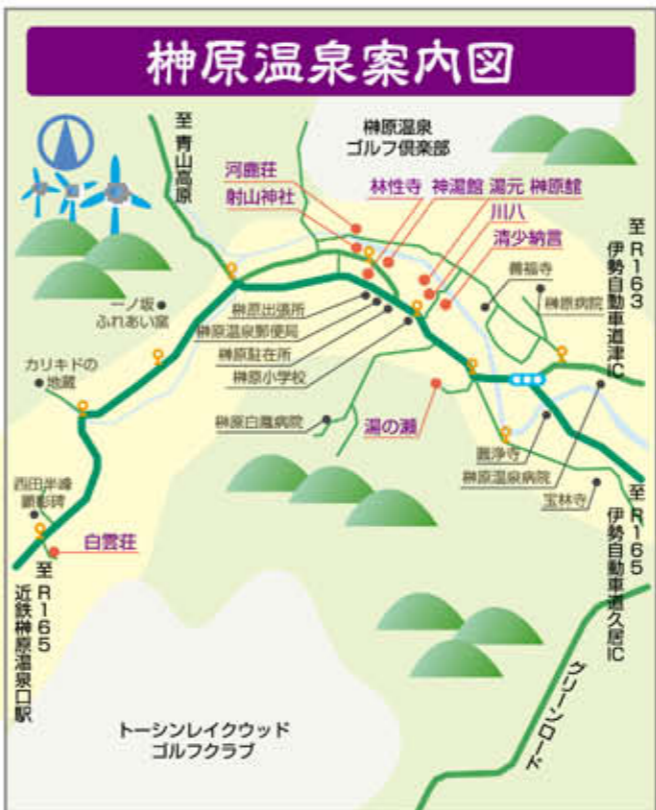 榊原温泉案内図
至 青山高原
榊原温泉
ゴルフ倶楽部
河鹿荘
射山神社
林性寺
神湯館
湯元 榊原館
川八
清少納言
善福寺
榊原病院
至 R163
伊勢自動車道津IC
一ノ坂
ふれあい窯
榊原出張所
榊原温泉郵便局
榊原駐在所
榊原小学校
カリキドの
地蔵
榊原白鳳病院
湯の瀬
榊原温泉病院
宝林寺
西田半峰
顕彰碑
白雲荘
至 R165
近鉄榊原温泉口駅
至 R165
伊勢自動車道久居IC
グリーンロード
トーシンレイクウッド
ゴルフクラブ